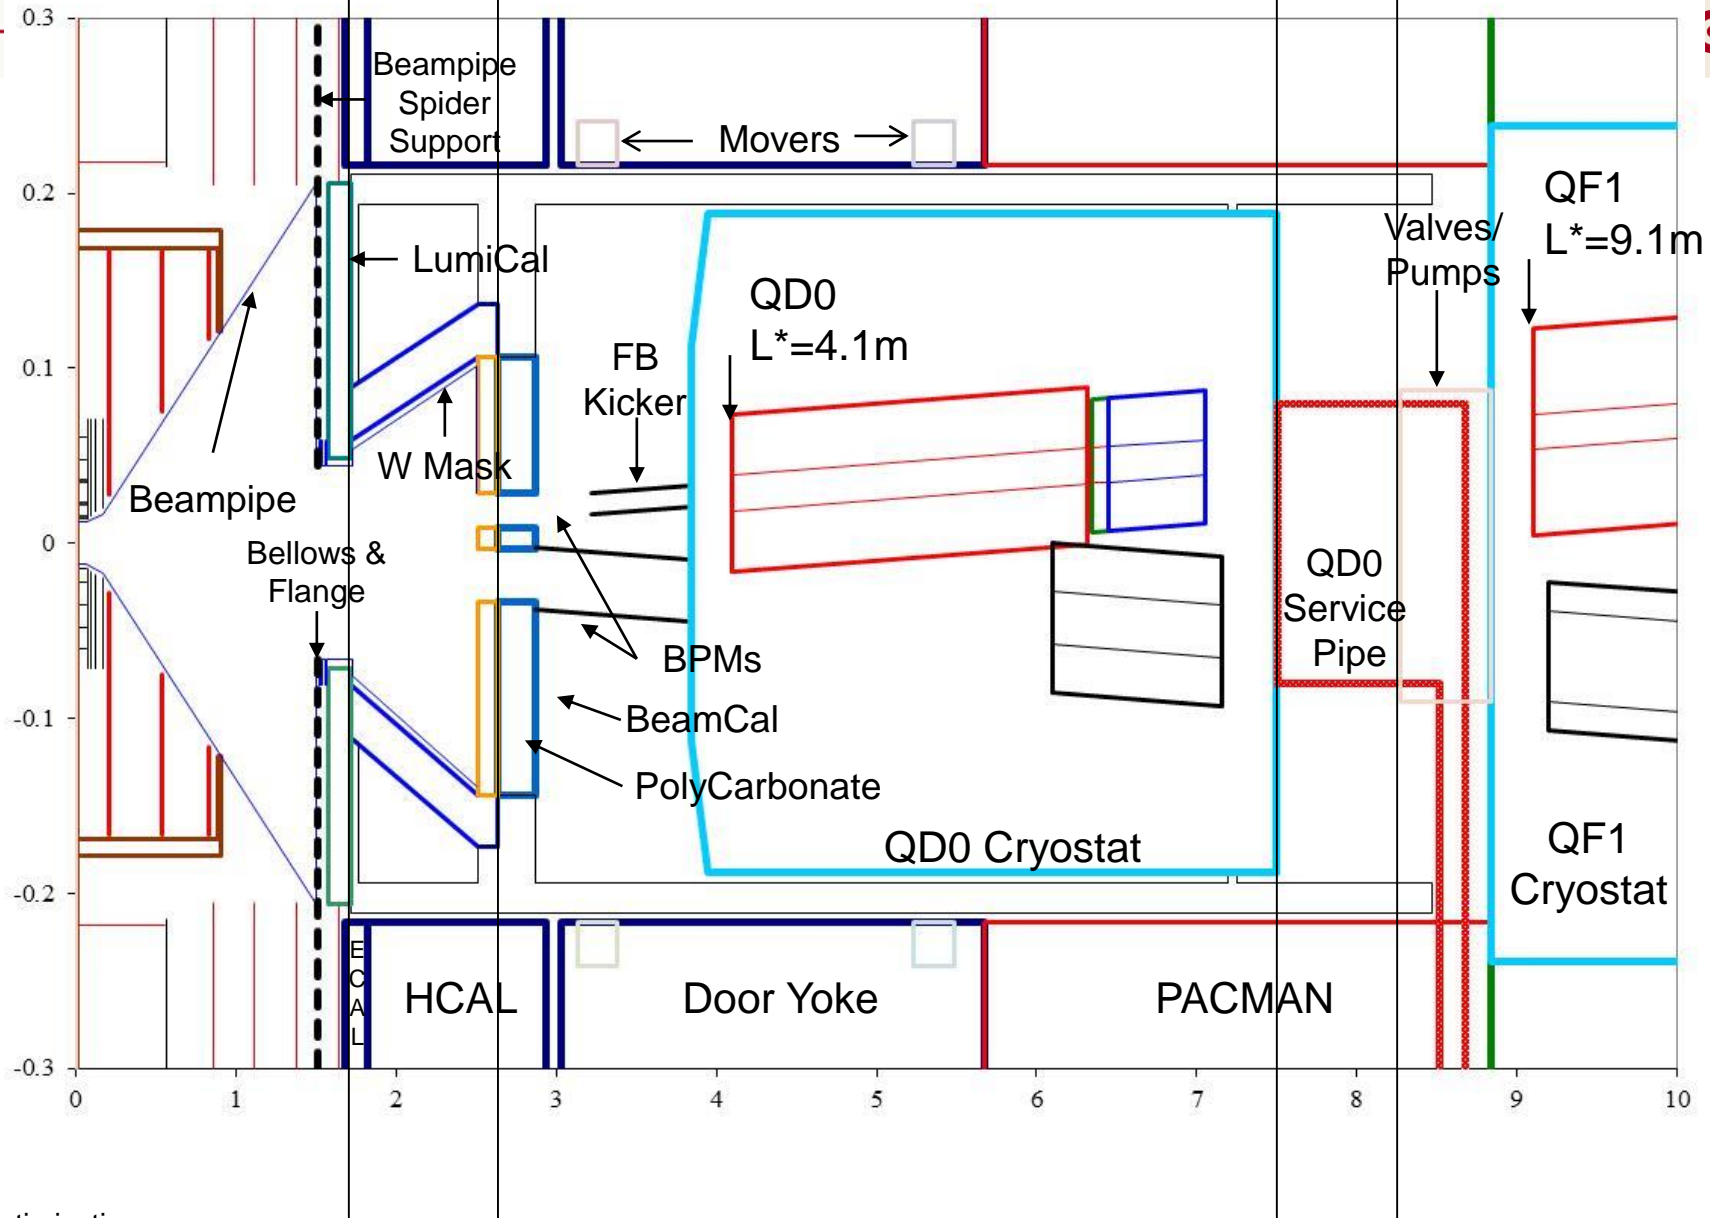 0.3
0.2
0.1
0
-0.1
-0.2
-0.3
Beampipe
Spider
Support
Movers
QF1
L*=9.1m
Valves/
Pumps
LumiCal
QD0
L*=4.1m
FB
Kicker
W Mask
Beampipe
Bellows &
Flange
QD0
Service
Pipe
BPMs
BeamCal
PolyCarbonate
QD0 Cryostat
QF1
Cryostat
E
C
A
L
HCAL
Door Yoke
PACMAN
0 1 2 3 4 5 6 7 8 9 10